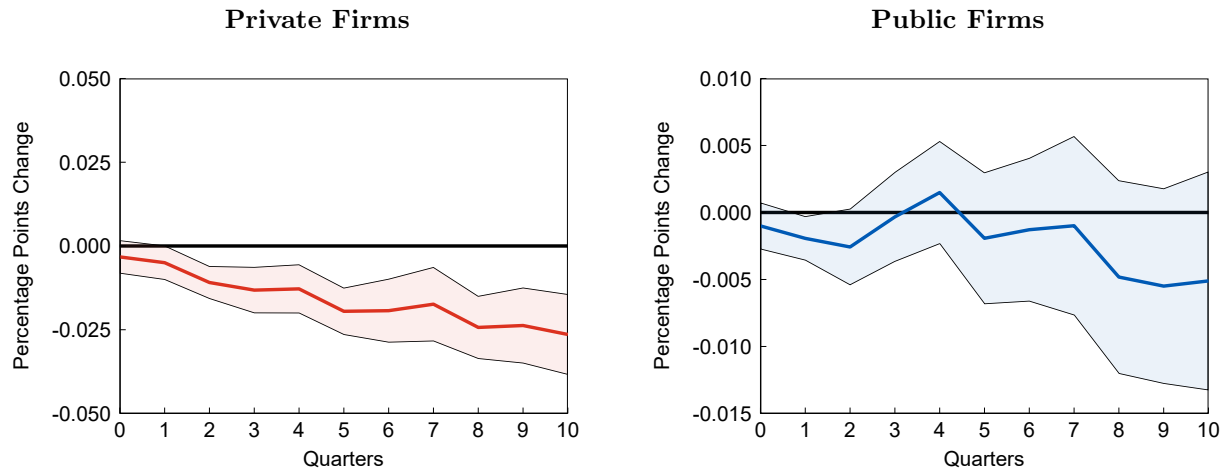 Private Firms
Percentage Points Change
0.050
0.025
0.000
-0.025
-0.050
0 1 2 3 4 5 6 7 8 9 10
Quarters
Public Firms
Percentage Points Change
0.010
0.005
0.000
-0.005
-0.010
-0.015
0 1 2 3 4 5 6 7 8 9 10
Quarters